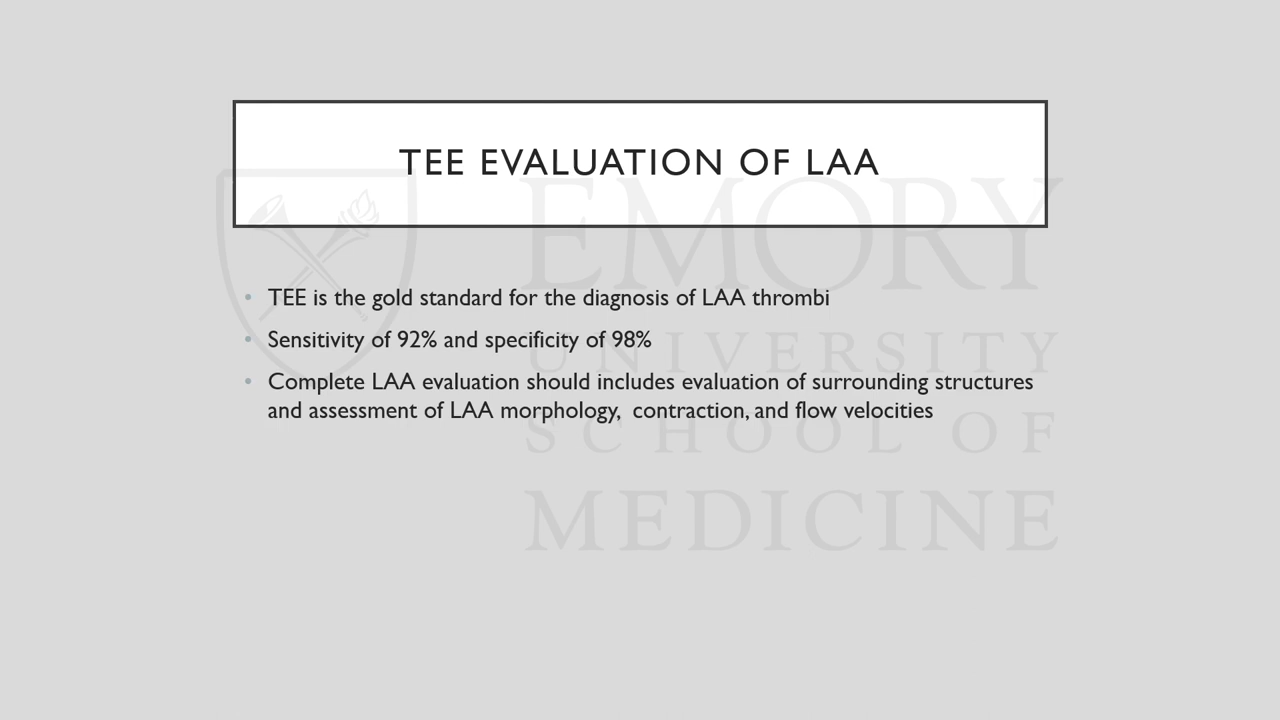 TEE EVALUATION OF LAA
• TEE is the gold standard for the diagnosis of LAA thrombi
• Sensitivity of 92% and specificity of 98%
• Complete LAA evaluation should includes evaluation of surrounding structures
and assessment of LAA morphology, contraction, and flow velocities
EMORY
UNIVERSITY
SCHOOL OF
MEDICINE